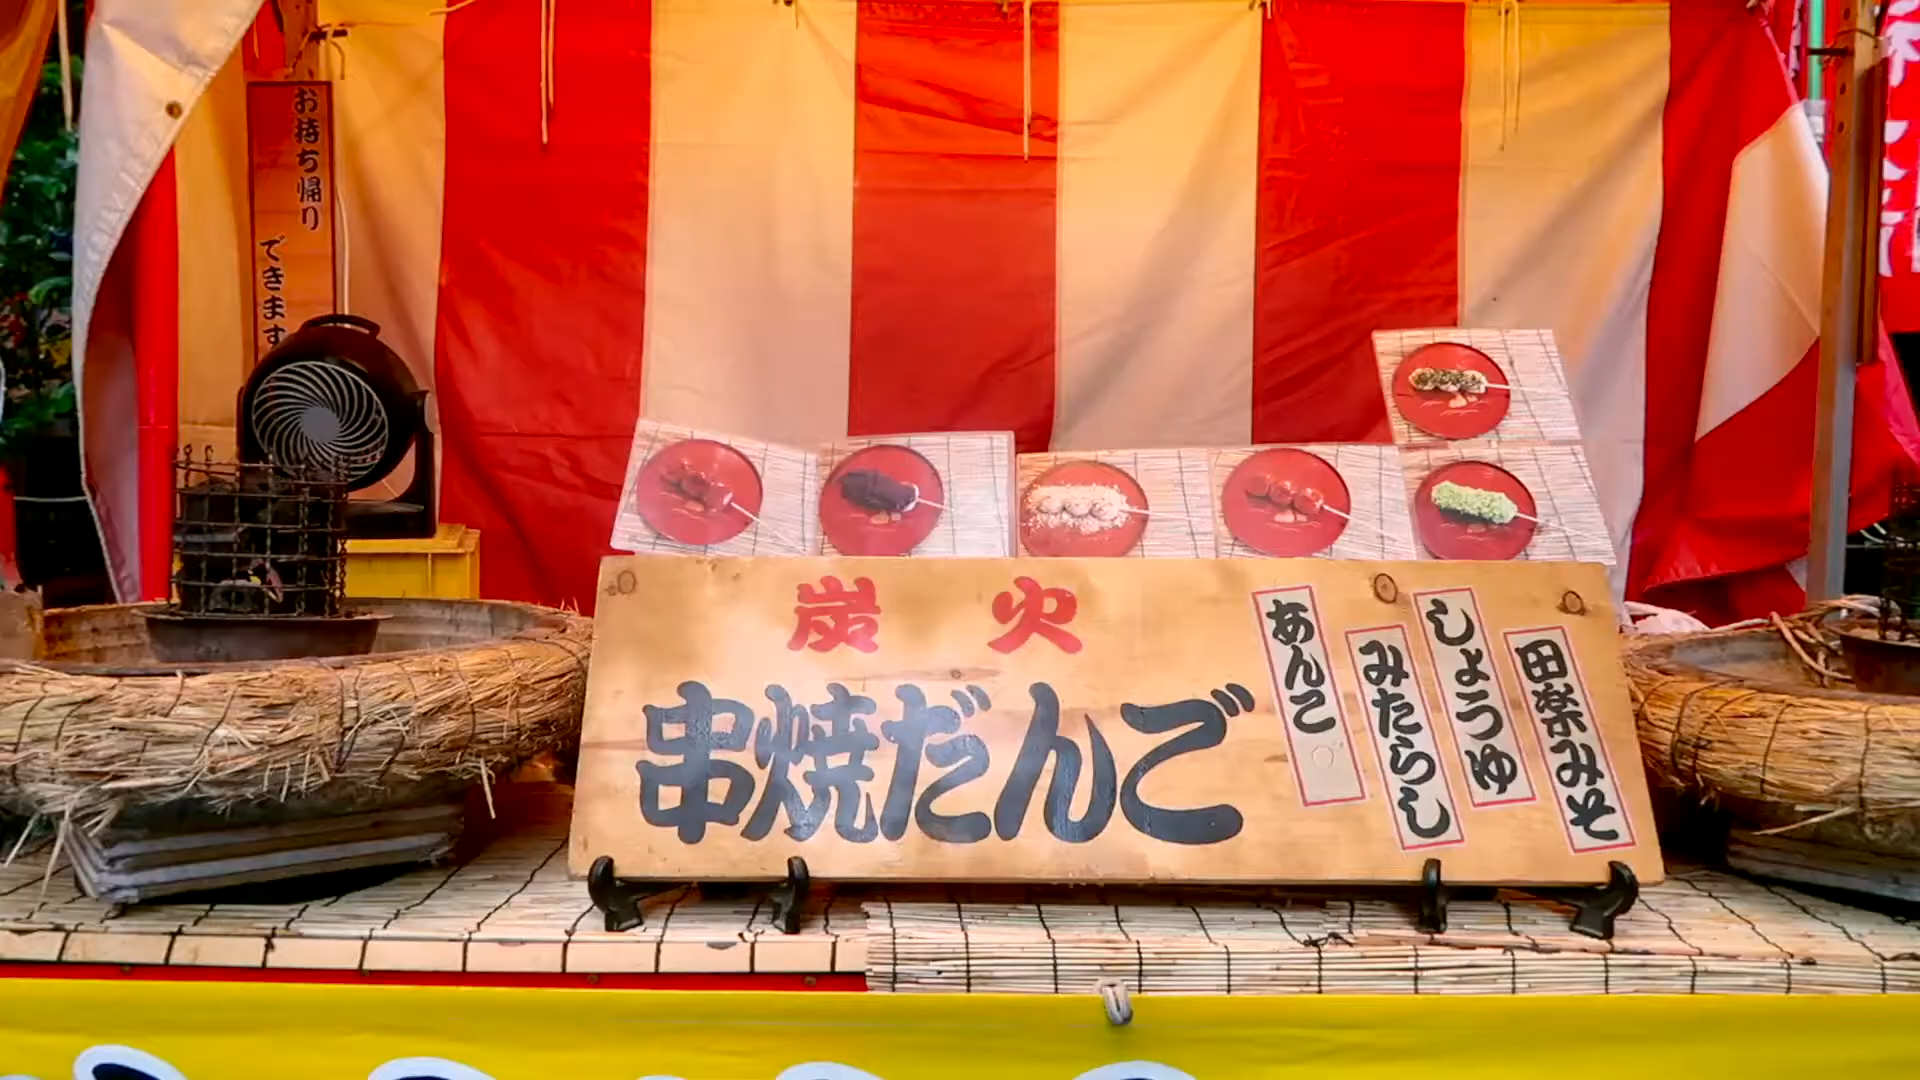 お持ち帰り
できます
炭火
串焼だんご
あんこ
みたらし
しょうゆ
田楽みそ